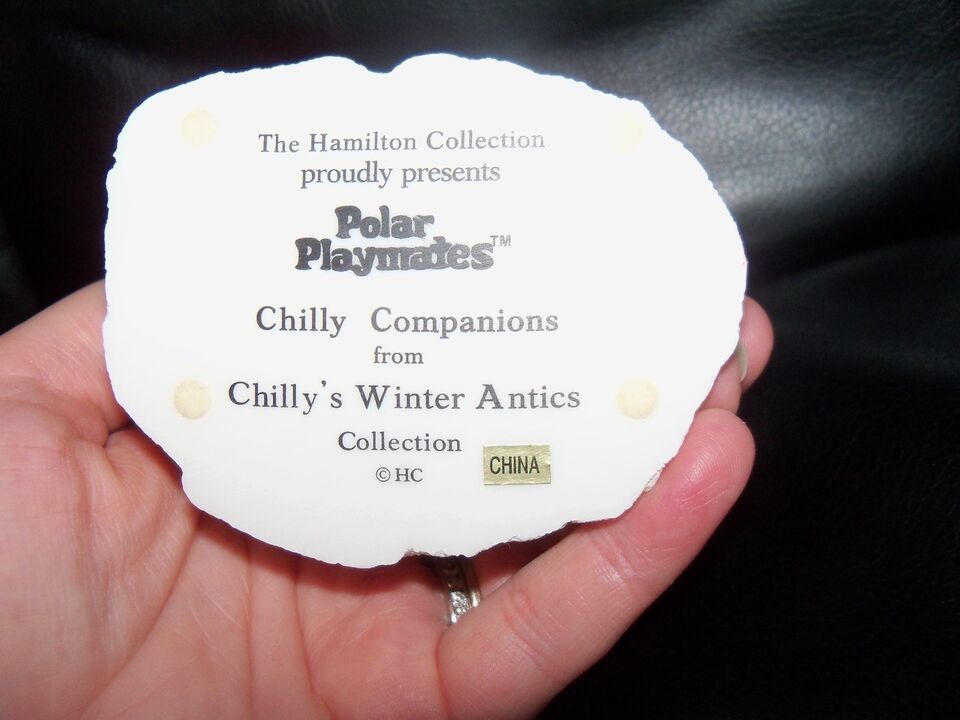 The Hamilton Collection
proudly presents
Polar
Playmates™
Chilly Companions
from
Chilly's Winter Antics
Collection
© HC
CHINA